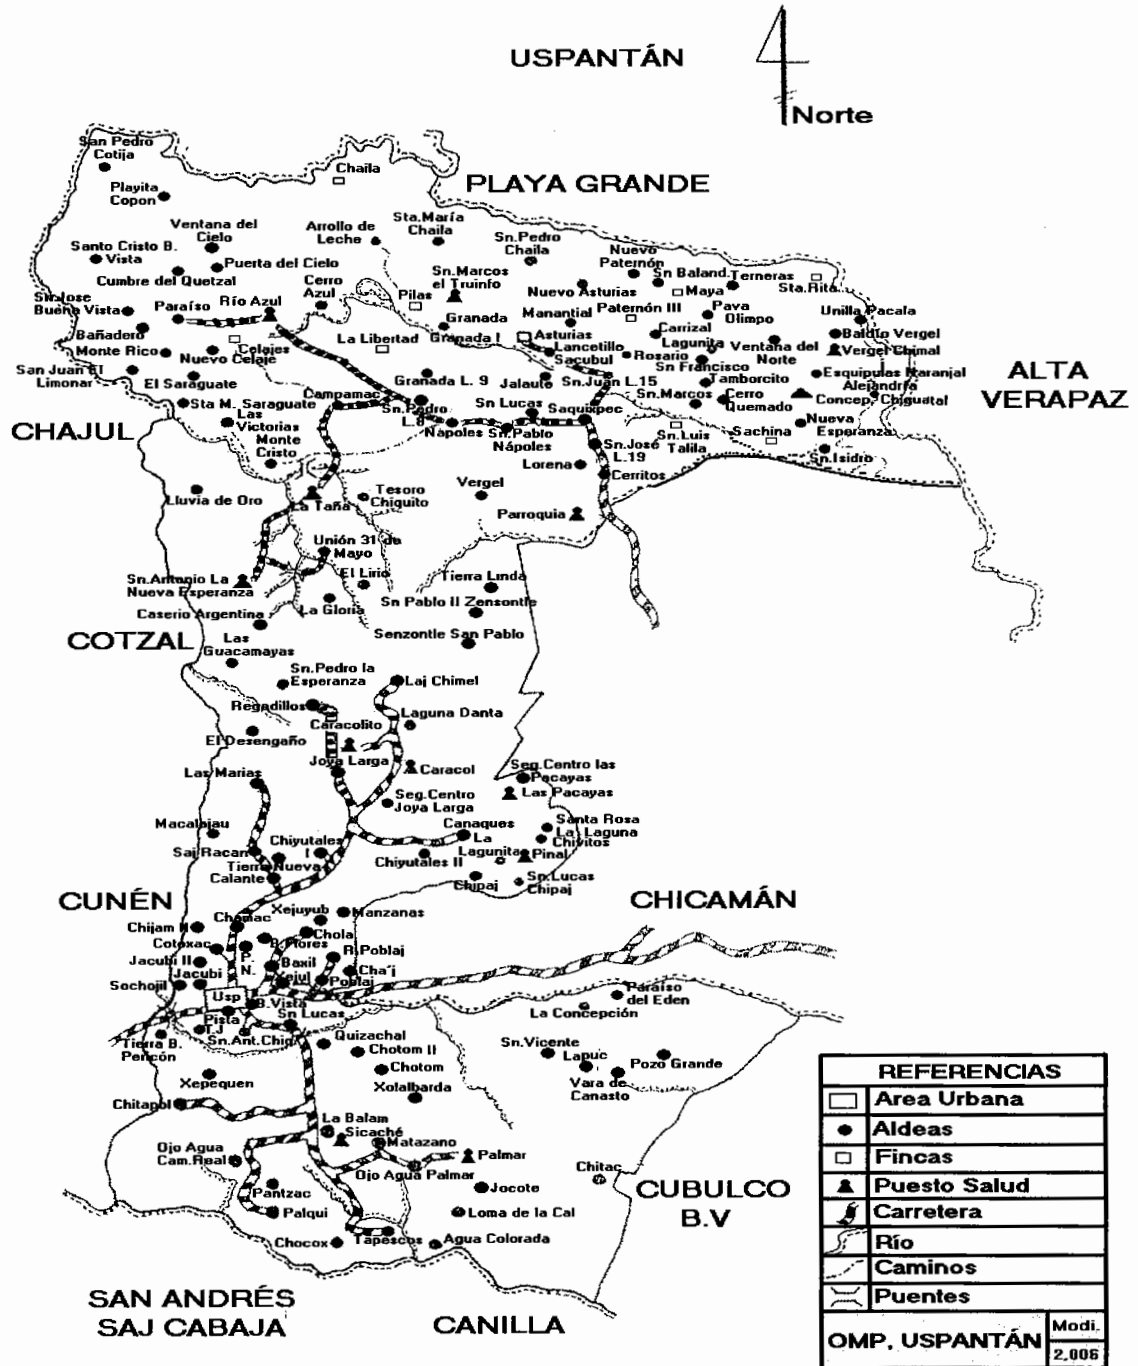 USPANTÁN
Norte
San Pedro
Cotija
Playita
Copon
Chaila
PLAYA GRANDE
Ventana del
Cielo
Arrollo de
Leche
Sta.María
Chaila
Sn.Pedro
Chaila
Nuevo
Paternón
Santo Cristo B.
Vista
Puerta del Cielo
Cumbre del Quetzal
Cerro
Azul
Sn.Marcos
el Truinfo
Nuevo Asturias
Sn Baland.
Maya
Terneras
Sta.Rita
Sn.Jose
Buena Vista
Paraíso
Río Azul
Pilas
Granada
Manantial
Paternón III
Pava
Olimpo
Unilla Pacala
Bañadero
La Libertad
Granada I
Asturias
Lancetillo
Sacubul
Carrizal
Lagunita
Baldío Vergel
Monte Rico
Celajes
Nuevo Celaje
Rosario
Sn Francisco
Ventana del
Norte
Vergel Chimal
San Juan El
Limonar
El Saraguate
Granada L. 9
Jalaute
Sn.Juan L.15
Tamborcito
Esquipulas Naranjal
Alejandría
ALTA
VERAPAZ
Sta M. Saraguate
Campamac
Sn.Pedro
L.8
Sn Lucas
Saquixpec
Sn.Marcos
Cerro
Quemado
Concep. Chiguatal
CHAJUL
Las
Victorias
Nápoles
Sn.Pablo
Nápoles
Sn.José
L.19
Sn.Luis
Talila
Sachina
Nueva
Esperanza
Monte
Cristo
Lorena
Cerritos
Sn.Isidro
Lluvia de Oro
La Taña
Tesoro
Chiquito
Vergel
Parroquia
Unión 31 de
Mayo
Sn.Antonio La
Nueva Esperanza
El Lirio
Tierra Linda
La Gloria
Sn Pablo II Zensontle
Caserio Argentina
COTZAL
Senzontle San Pablo
Las
Guacamayas
Sn.Pedro la
Esperanza
Laj Chimel
Regadillos
Caracolito
Laguna Danta
El Desengaño
Joya Larga
Caracol
Las Marias
Seg.Centro las
Pacayas
Las Pacayas
Seg.Centro
Joya Larga
Macalajau
Canaques
Santa Rosa
La Laguna
Chiyutales
I
La
Lagunita
Chivitos
Saj Racan
Tierra Nueva
Chiyutales II
Pinal
Calante
Chipaj
Sn.Lucas
Chipaj
CUNÉN
CHICAMÁN
Xejuyub
Manzanas
Chijam II
Chamac
Chola
Cotoxac
P.
N.
B.Flores
R.Poblaj
Jacubi II
Baxil
Cha'j
Jacubi
Xejul
Poblaj
Sochojil
Usp
B.Vista
Paraíso
del Eden
Pista
Sn Lucas
La Concepción
T.J
Sn.Ant.Chiq.
Tierra B.
Pericón
Quizachal
Chotom II
Sn.Vicente
Lapuc
Pozo Grande
Xepequen
Chotom
Xolalbarda
Vara de
Canasto
Chitapol
La Balam
Sicaché
Matazano
Ojo Agua
Cam.Real
Ojo Agua Palmar
Palmar
Chitac
Pantzac
Jocote
CUBULCO
B.V
Palqui
Loma de la Cal
Chocox
Tapescos
Agua Colorada
SAN ANDRÉS
SAJ CABAJA
CANILLA
REFERENCIAS
Area Urbana
Aldeas
Fincas
Puesto Salud
Carretera
Río
Caminos
Puentes
OMP, USPANTÁN
Modi.
2,006